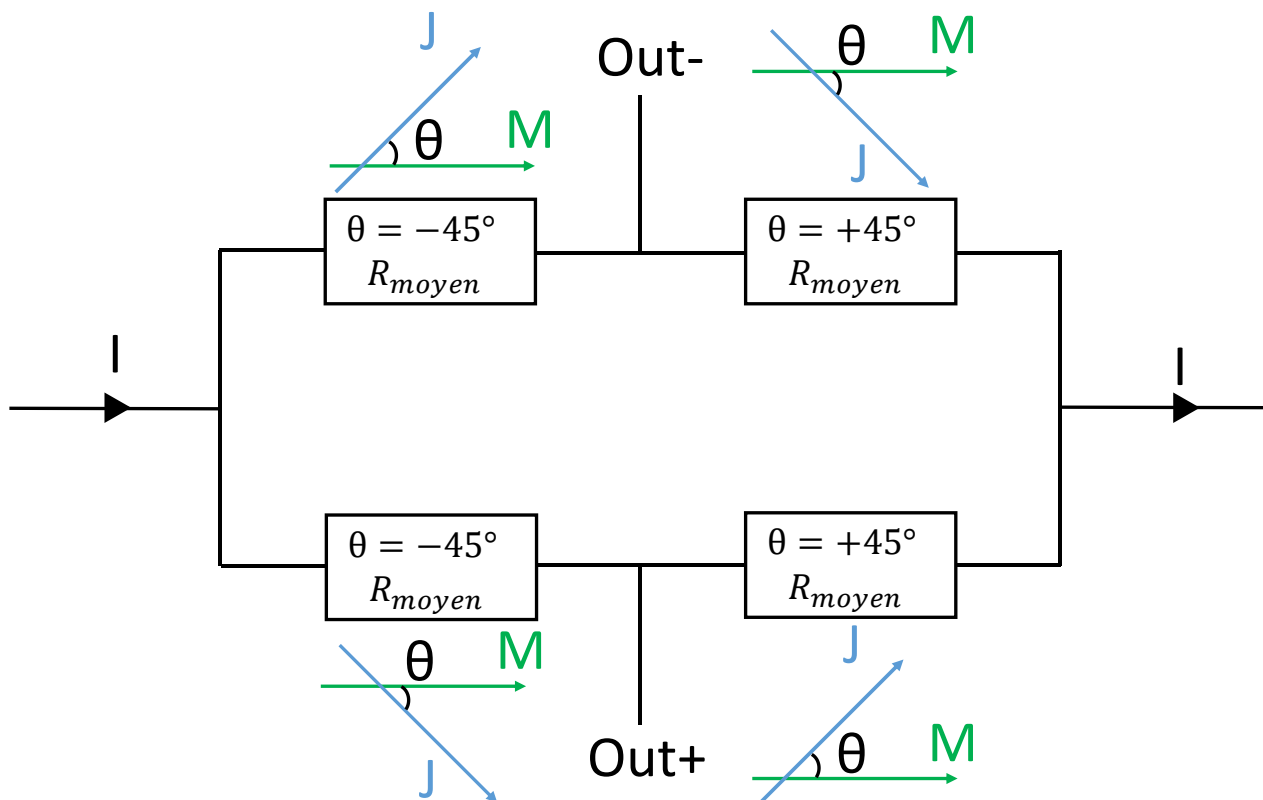 J
θ
M
Out-
θ
M
J
θ = −45°
R_moyen
θ = +45°
R_moyen
I
I
θ = −45°
R_moyen
θ = +45°
R_moyen
θ
M
J
Out+
J
θ
M